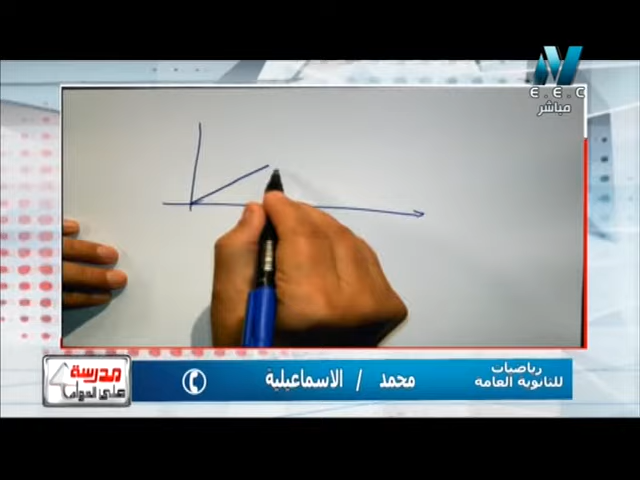 E.E.C
مباشر
رياضيات
للثانوية العامة
محمد / الاسماعيلية
مدرسة
على الهواء